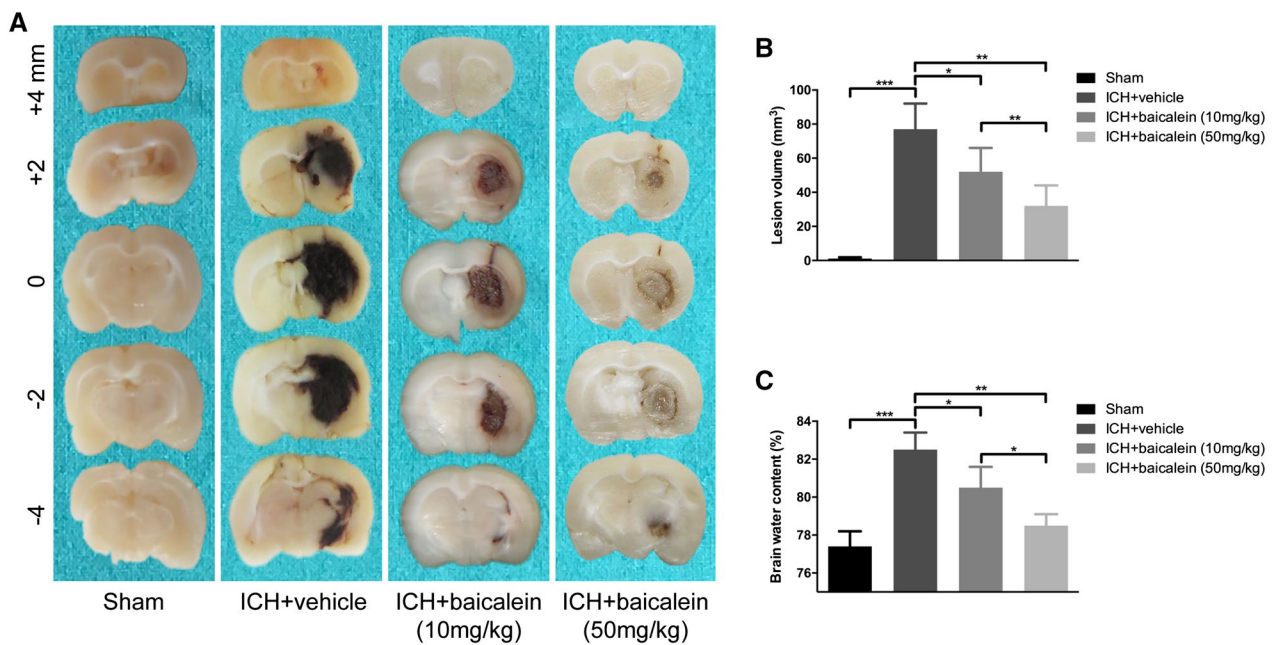 A
+4 mm
+2
0
-2
-4
Sham
ICH+vehicle
ICH+baicalein
(10mg/kg)
ICH+baicalein
(50mg/kg)
B
Lesion volume (mm³)
100
80
60
40
20
0
***
*
**
**
Sham
ICH+vehicle
ICH+baicalein (10mg/kg)
ICH+baicalein (50mg/kg)
C
Brain water content (%)
84
82
80
78
76
***
*
**
*
Sham
ICH+vehicle
ICH+baicalein (10mg/kg)
ICH+baicalein (50mg/kg)